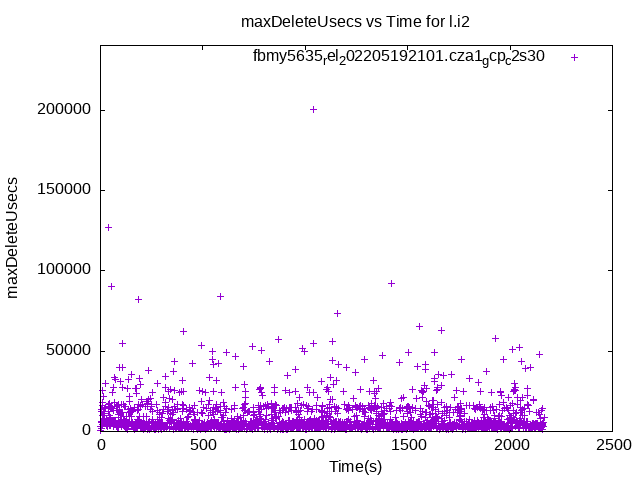 maxDeleteUsecs vs Time for l.i2
fbmy5635rel202205192101.cza1gcpc2s30
maxDeleteUsecs
200000
150000
100000
50000
0
0 500 1000 1500 2000 2500
Time(s)